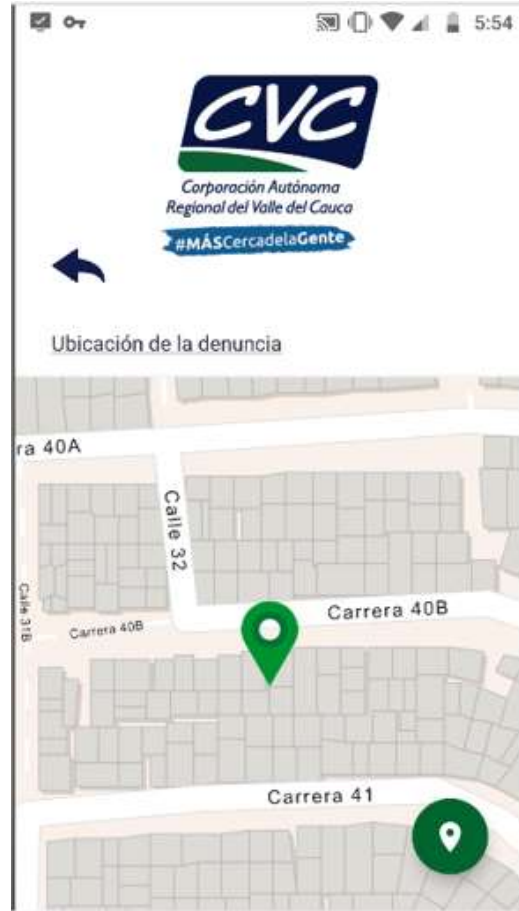 5:54
CVC
Corporación Autónoma
Regional del Valle del Cauca
#MÁSCercadelaGente
Ubicación de la denuncia
ra 40A
Calle 32
Calle 31B
Carrera 40B
Carrera 40B
Carrera 41